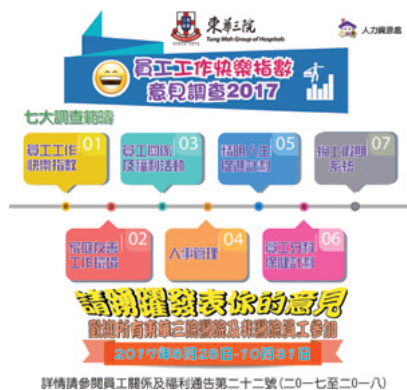 東華三院
Tung Wah Group of Hospitals
人力資源處
員工工作快樂指數
意見調查2017
七大調查範疇
01
員工工作
快樂指數
03
員工關係
及福利活動
05
精明人生
促進計劃
07
網上假期
系統
02
家庭友善
工作環境
04
人事管理
06
員工牙科
保健計劃
請踴躍發表你的意見
歡迎所有東華三院醫院及非醫院員工參加
2017年8月28日-10月31日
詳情請參閱員工關係及福利通告第二十二號(二0一七至二0一八)